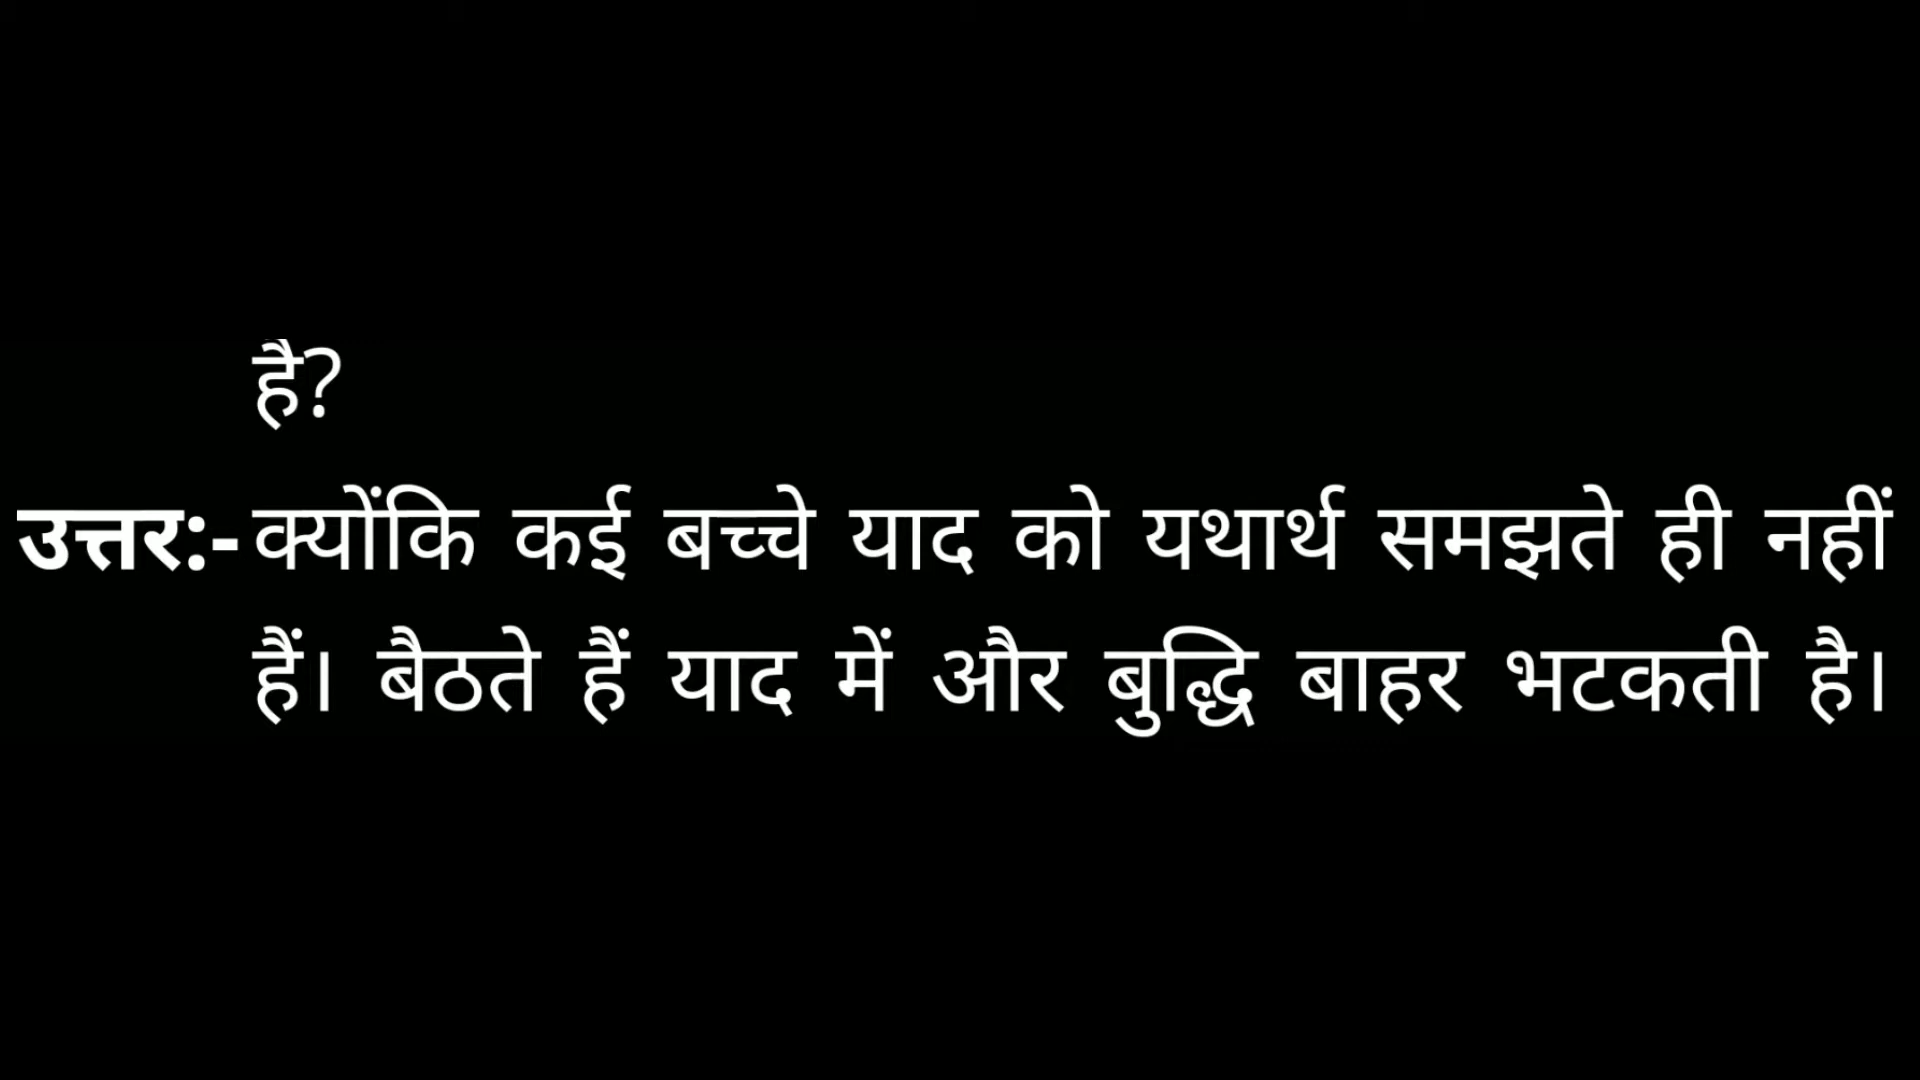 है?
उत्तर:- क्योंकि कई बच्चे याद को यथार्थ समझते ही नहीं
हैं। बैठते हैं याद में और बुद्धि बाहर भटकती है।